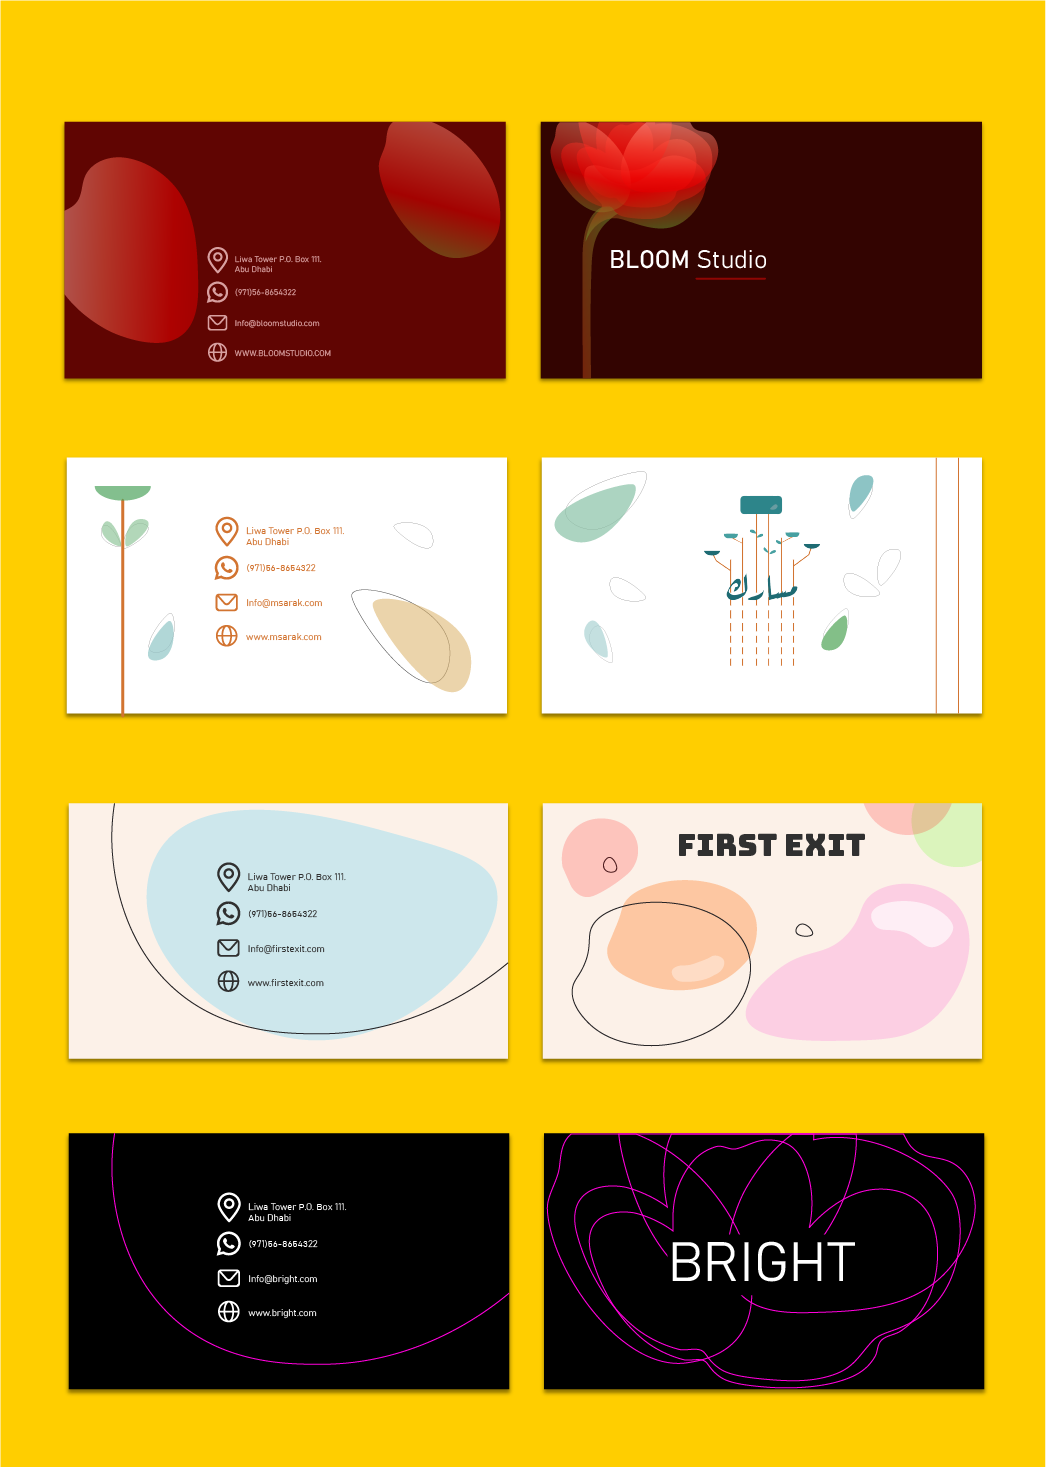 Liwa Tower P.O. Box 111.
Abu Dhabi
(971)56-8654322
Info@bloomstudio.com
WWW.BLOOMSTUDIO.COM
BLOOM Studio
Liwa Tower P.O. Box 111.
Abu Dhabi
(971)56-8654322
Info@msarak.com
www.msarak.com
مسارك
Liwa Tower P.O. Box 111.
Abu Dhabi
(971)56-8654322
Info@firstexit.com
www.firstexit.com
FIRST EXIT
Liwa Tower P.O. Box 111.
Abu Dhabi
(971)56-8654322
Info@bright.com
www.bright.com
BRIGHT